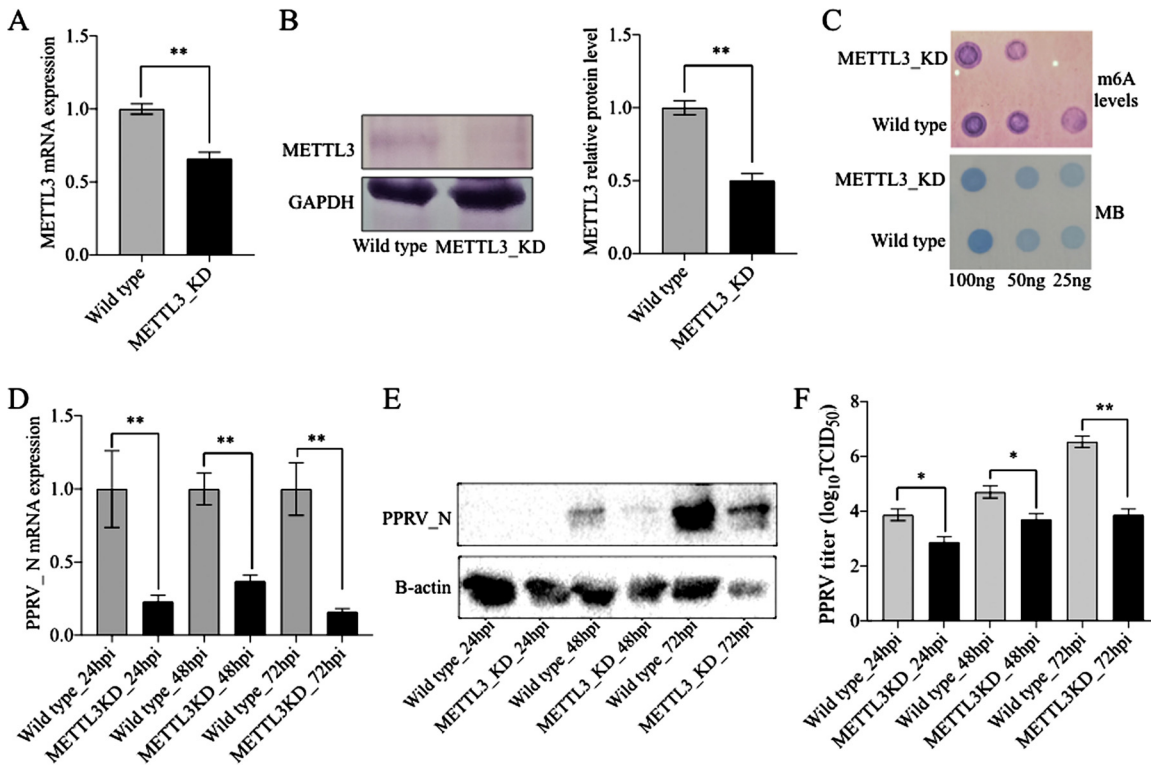 A
METTL3 mRNA expression
1.5
1.0
0.5
0.0
**
Wild type
METTL3_KD
B
METTL3
GAPDH
Wild type METTL3_KD
METTL3 relative protein level
1.5
1.0
0.5
0.0
**
Wild type
METTL3_KD
C
METTL3_KD
Wild type
m6A
levels
METTL3_KD
Wild type
MB
100ng 50ng 25ng
D
PPRV_ N mRNA expression
1.5
1.0
0.5
0.0
**
**
**
Wild type_24hpi
METTL3KD_24hpi
Wild type_48hpi
METTL3KD_48hpi
Wild type_72hpi
METTL3KD_72hpi
E
PPRV_N
B-actin
Wild type_24hpi
METTL3_KD_24hpi
Wild type_48hpi
METTL3_KD_48hpi
Wild type_72hpi
METTL3_KD_72hpi
F
PPRV titer (log10TCID50)
8
6
4
2
0
*
*
**
Wild type_24hpi
METTL3KD_24hpi
Wild type_48hpi
METTL3KD_48hpi
Wild type_72hpi
METTL3KD_72hpi